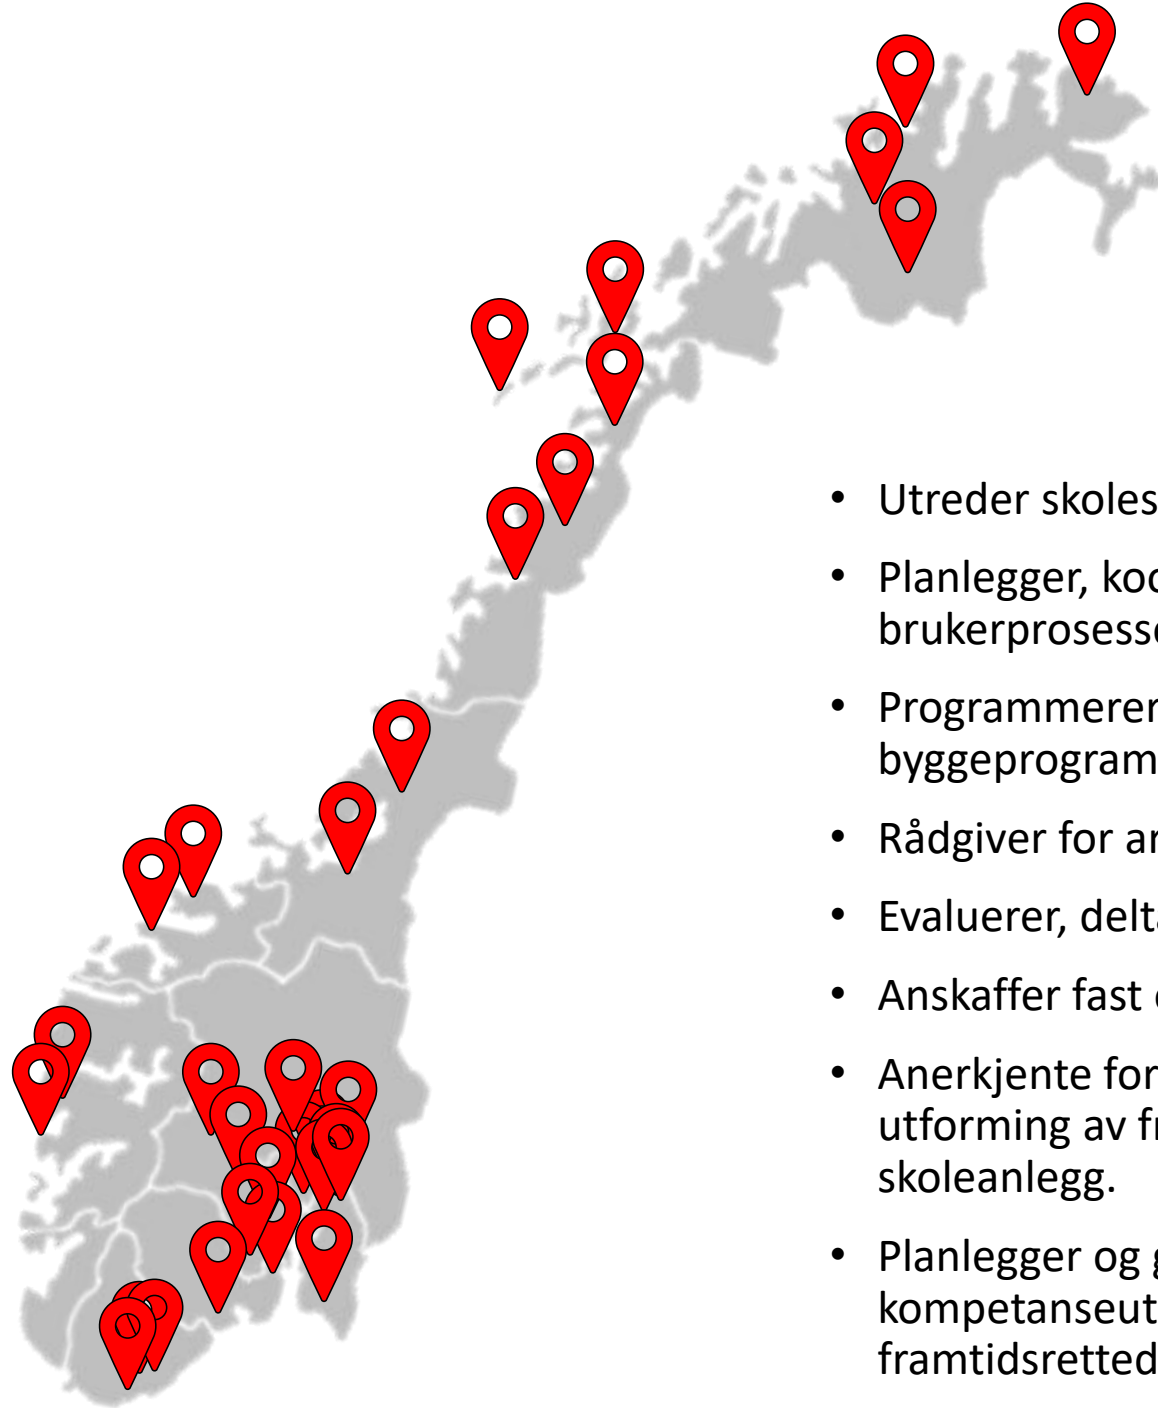 • Utreder skoles
• Planlegger, koo
brukerprosesse
• Programmerer
byggeprogram
• Rådgiver for ar
• Evaluerer, delta
• Anskaffer fast
• Anerkjente for
utforming av fr
skoleanlegg.
• Planlegger og g
kompetanseut
framtidsretted